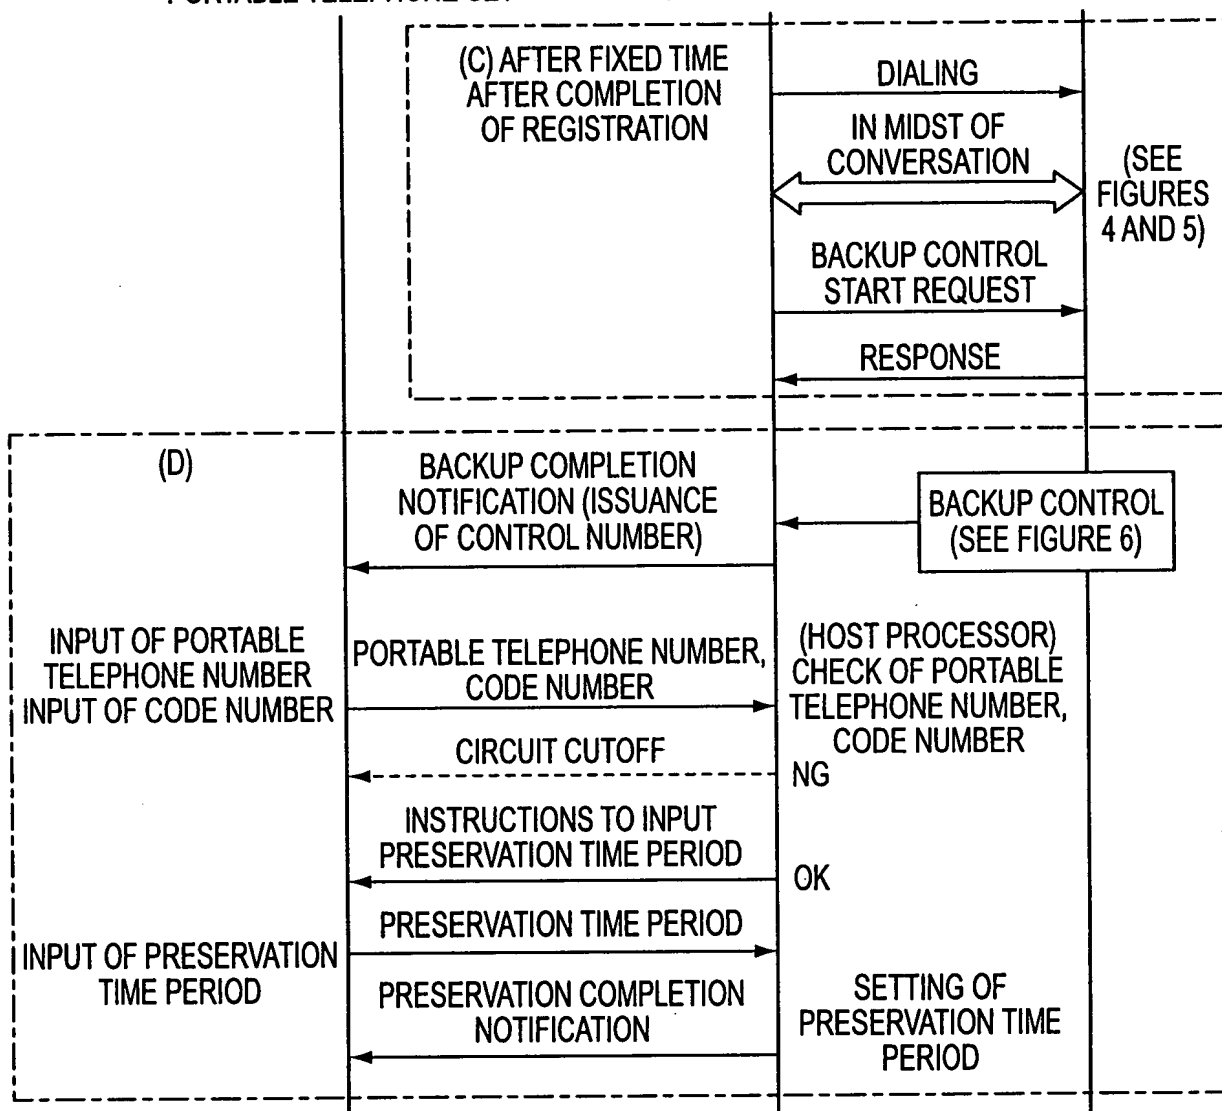 (C) AFTER FIXED TIME
AFTER COMPLETION
OF REGISTRATION
DIALING
IN MIDST OF
CONVERSATION
(SEE
FIGURES
4 AND 5)
BACKUP CONTROL
START REQUEST
RESPONSE
(D)
BACKUP COMPLETION
NOTIFICATION (ISSUANCE
OF CONTROL NUMBER)
BACKUP CONTROL
(SEE FIGURE 6)
INPUT OF PORTABLE
TELEPHONE NUMBER
INPUT OF CODE NUMBER
PORTABLE TELEPHONE NUMBER,
CODE NUMBER
(HOST PROCESSOR)
CHECK OF PORTABLE
TELEPHONE NUMBER,
CODE NUMBER
CIRCUIT CUTOFF
NG
INSTRUCTIONS TO INPUT
PRESERVATION TIME PERIOD
OK
PRESERVATION TIME PERIOD
INPUT OF PRESERVATION
TIME PERIOD
PRESERVATION COMPLETION
NOTIFICATION
SETTING OF
PRESERVATION TIME
PERIOD